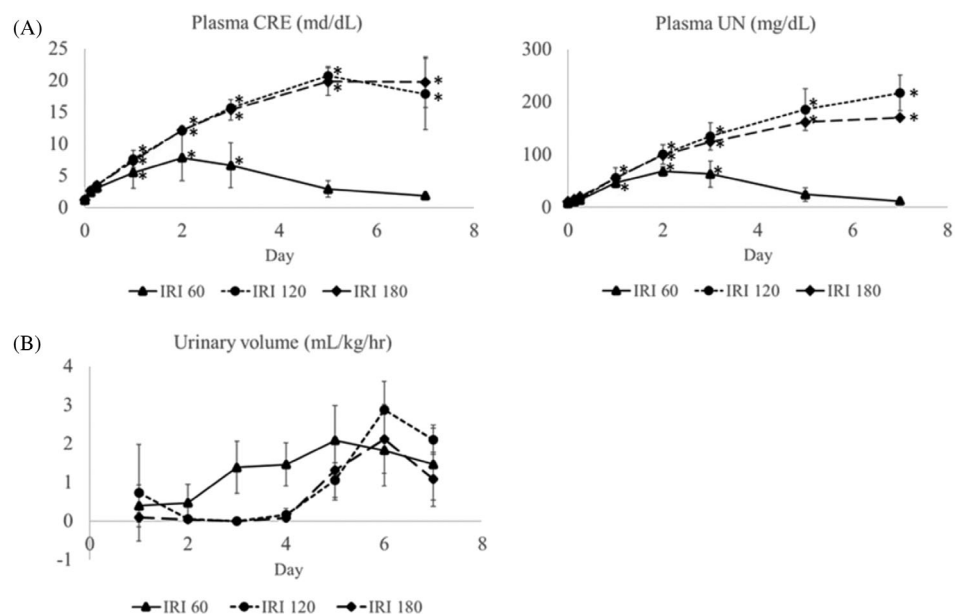 (A)
Plasma CRE (md/dL)
25
20
15
10
5
0
0 2 4 6 8
Day
IRI 60 IRI 120 IRI 180
Plasma UN (mg/dL)
300
200
100
0
0 2 4 6 8
Day
IRI 60 IRI 120 IRI 180
(B)
Urinary volume (mL/kg/hr)
4
3
2
1
0
-1
0 2 4 6 8
Day
IRI 60 IRI 120 IRI 180